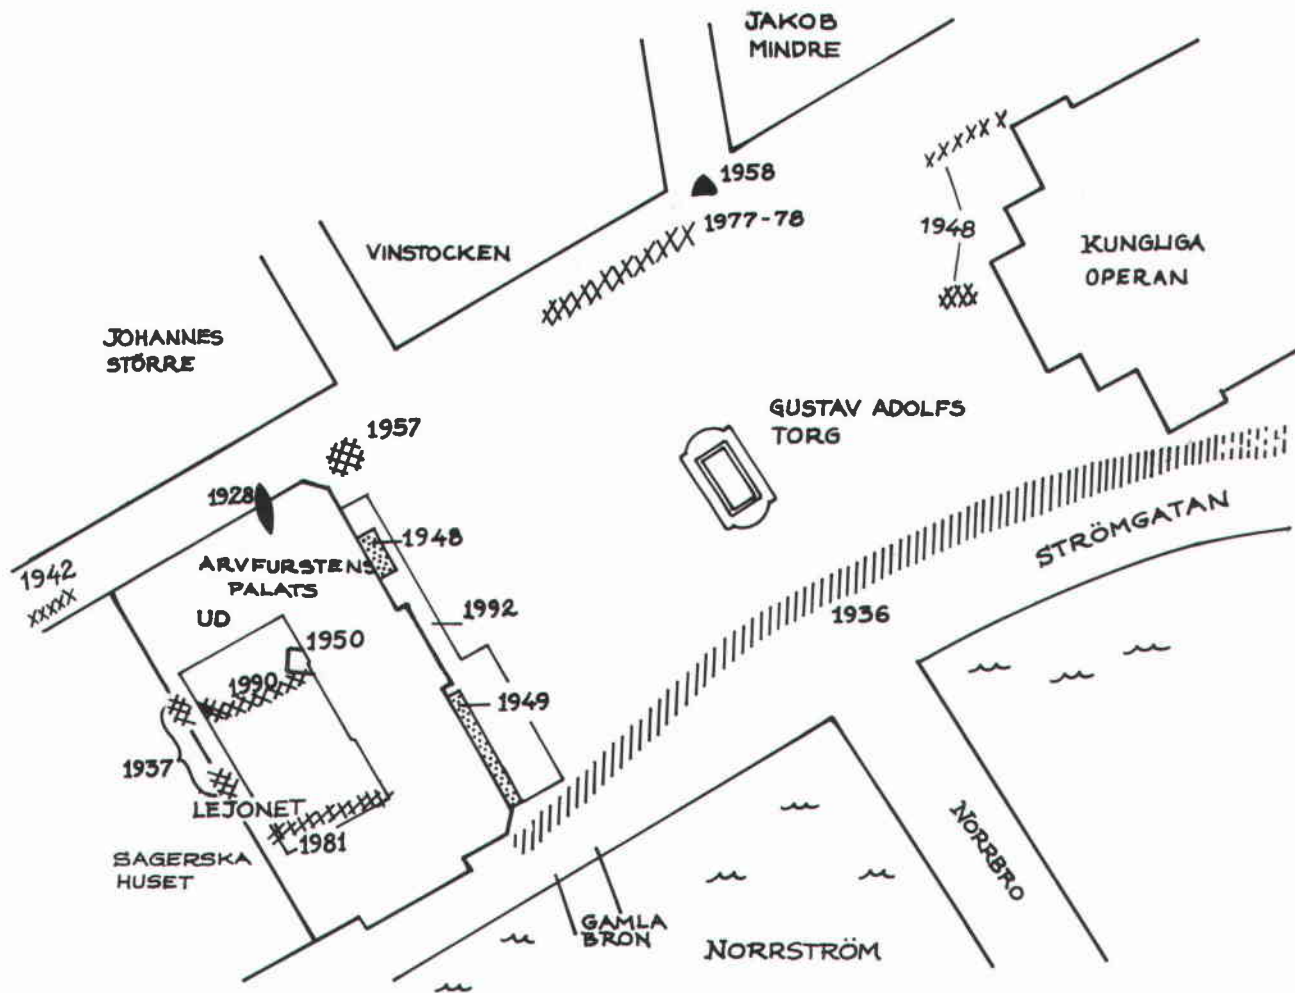 JAKOB
MINDRE
1958
1977-78
VINSTOCKEN
1948
KUNGLIGA
OPERAN
JOHANNES
STÖRRE
GUSTAV ADOLFS
TORG
1957
1928
1948
STRÖMGATAN
1942
ARVFURSTENS
PALATS
UD
1992
1936
1950
1990
1949
1937
LEJONET
1981
SAGERSKA
HUSET
NORRBRO
GAMLA
BRON
NORRSTRÖM